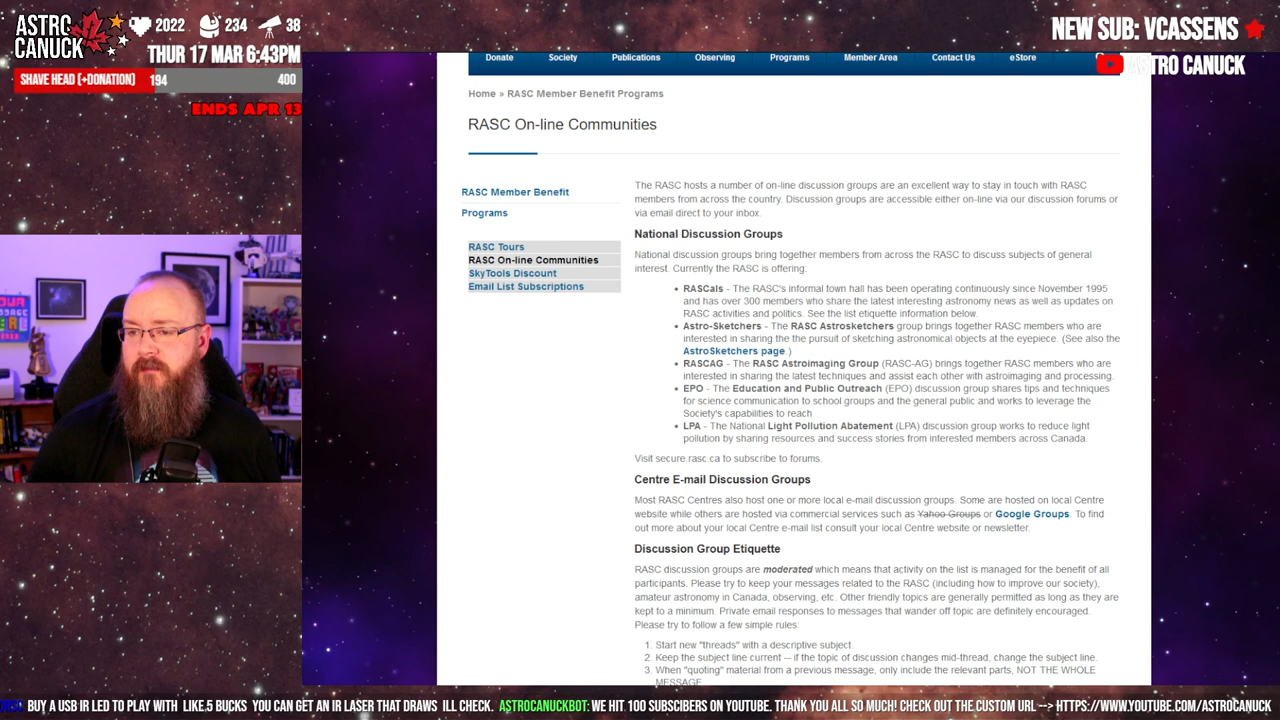 ASTRO
CANUCK
2022
234
38
THUR 17 MAR 6:43PM
SHAVE HEAD (+DONATION)
194
400
ENDS APR 13
NEW SUB: VCASSENS
ASTRO CANUCK
Donate
Society
Publications
Observing
Programs
Member Area
Contact Us
eStore
Home » RASC Member Benefit Programs
RASC On-line Communities
RASC Member Benefit
Programs
RASC Tours
RASC On-line Communities
SkyTools Discount
Email List Subscriptions
The RASC hosts a number of on-line discussion groups are an excellent way to stay in touch with RASC
members from across the country. Discussion groups are accessible either on-line via our discussion forums or
via email direct to your inbox.
National Discussion Groups
National discussion groups bring together members from across the RASC to discuss subjects of general
interest. Currently the RASC is offering:
• RASCals - The RASC's informal town hall has been operating continuously since November 1995
and has over 300 members who share the latest interesting astronomy news as well as updates on
RASC activities and politics. See the list etiquette information below.
• Astro-Sketchers - The RASC Astrosketchers group brings together RASC members who are
interested in sharing the the pursuit of sketching astronomical objects at the eyepiece. (See also the
AstroSketchers page.)
• RASCAG - The RASC Astroimaging Group (RASC-AG) brings together RASC members who are
interested in sharing the latest techniques and assist each other with astroimaging and processing.
• EPO - The Education and Public Outreach (EPO) discussion group shares tips and techniques
for science communication to school groups and the general public and works to leverage the
Society's capabilities to reach
• LPA - The National Light Pollution Abatement (LPA) discussion group works to reduce light
pollution by sharing resources and success stories from interested members across Canada.
Visit secure.rasc.ca to subscribe to forums.
Centre E-mail Discussion Groups
Most RASC Centres also host one or more local e-mail discussion groups. Some are hosted on local Centre
website while others are hosted via commercial services such as Yahoo Groups or Google Groups. To find
out more about your local Centre e-mail list consult your local Centre website or newsletter.
Discussion Group Etiquette
RASC discussion groups are moderated which means that activity on the list is managed for the benefit of all
participants. Please try to keep your messages related to the RASC (including how to improve our society),
amateur astronomy in Canada, observing, etc. Other friendly topics are generally permitted as long as they are
kept to a minimum. Private email responses to messages that wander off topic are definitely encouraged.
Please try to follow a few simple rules:
1. Start new "threads" with a descriptive subject.
2. Keep the subject line current -- if the topic of discussion changes mid-thread, change the subject line.
3. When "quoting" material from a previous message, only include the relevant parts, NOT THE WHOLE
MESSAGE
BUY A USB IR LED TO PLAY WITH LIKE.5 BUCKS YOU CAN GET AN IR LASER THAT DRAWS ILL CHECK. ASTROCANUCKBOT: WE HIT 100 SUBSCIBERS ON YOUTUBE. THANK YOU ALL SO MUCH! CHECK OUT THE CUSTOM URL --> HTTPS://WWW.YOUTUBE.COM/ASTROCANUCK